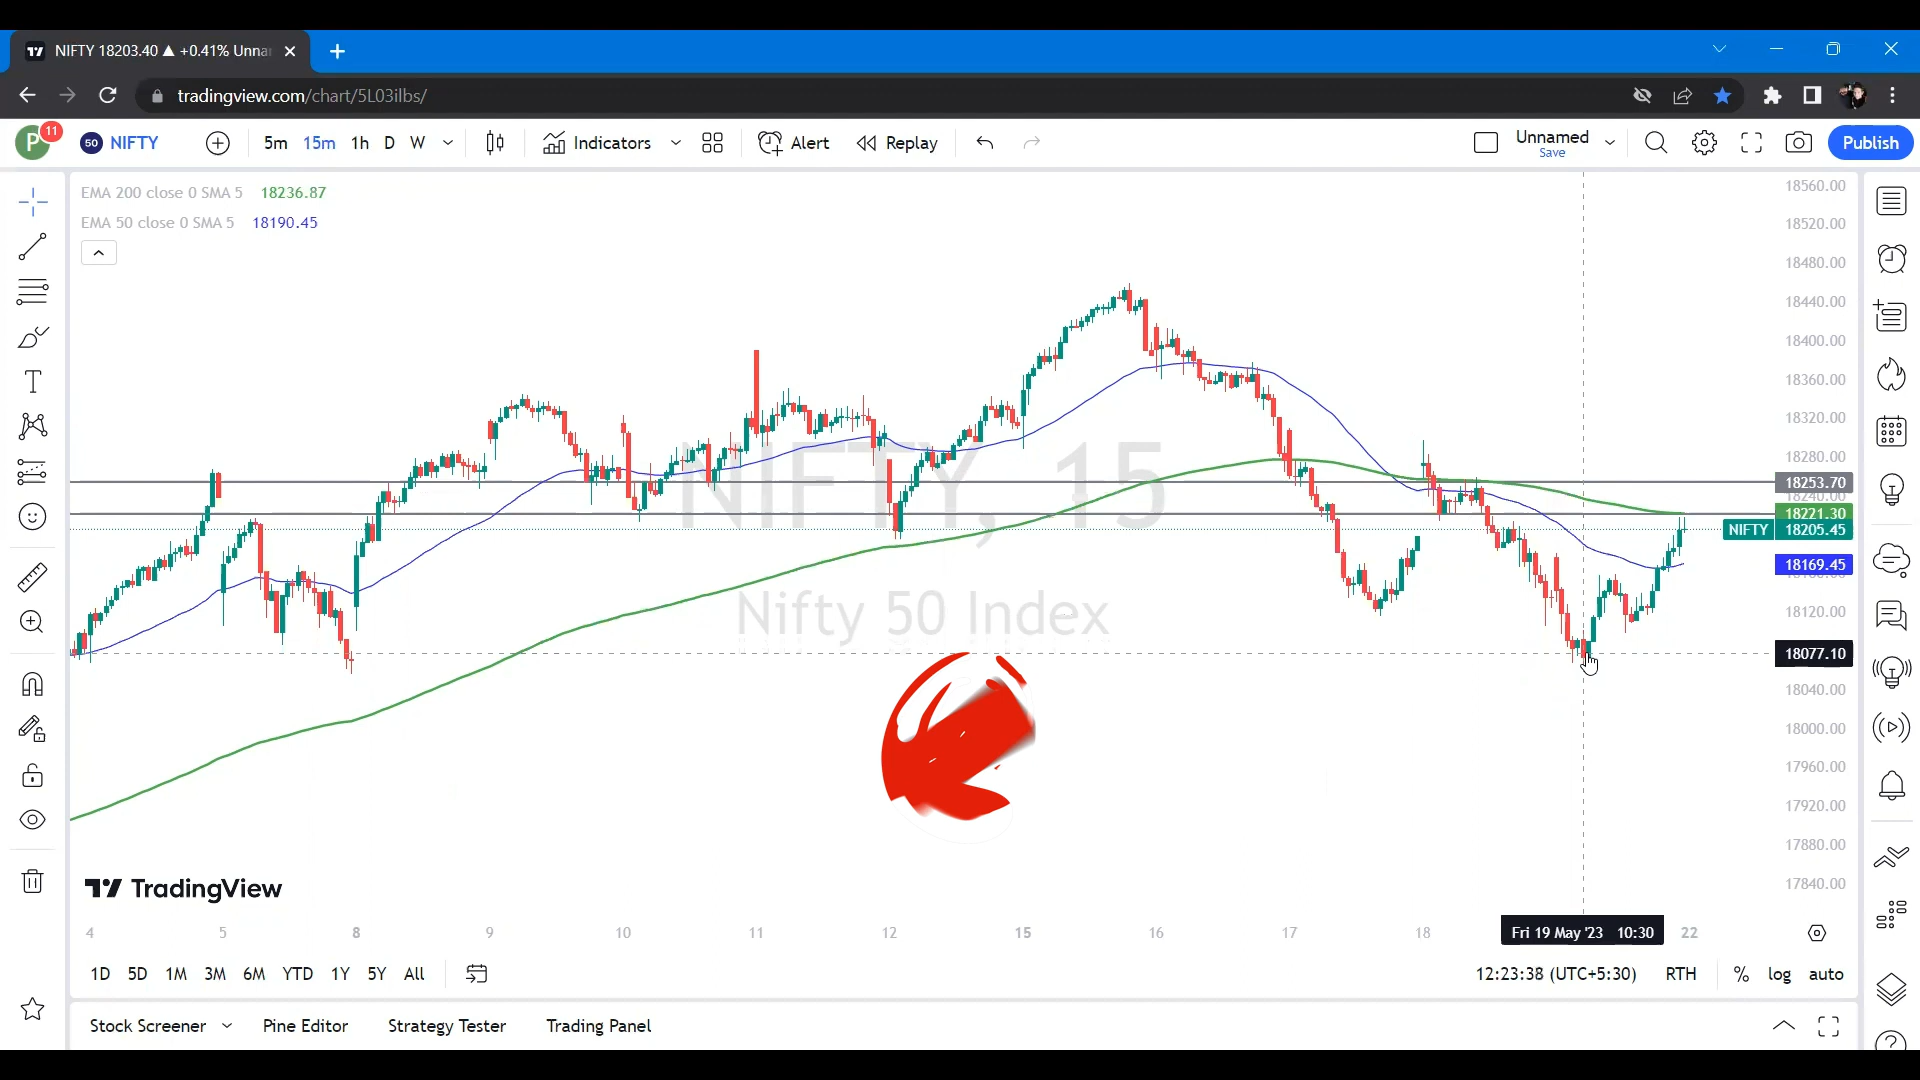 NIFTY 18203.40 ▲ +0.41% Unna
tradingview.com/chart/5L03ilbs/
P 11 50 NIFTY 5m 15m 1h D W Indicators Alert Replay Unnamed Save Publish
EMA 200 close 0 SMA 5 18236.87
EMA 50 close 0 SMA 5 18190.45
18560.00
18520.00
18480.00
18440.00
18400.00
18360.00
18320.00
18280.00
18253.70
18240.00
18221.30
NIFTY 18205.45
18169.45
18120.00
18077.10
18040.00
18000.00
17960.00
17920.00
17880.00
17840.00
NIFTY, 15
Nifty 50 Index
TradingView
4 5 8 9 10 11 12 15 16 17 18 Fri 19 May '23 10:30 22
1D 5D 1M 3M 6M YTD 1Y 5Y All 12:23:38 (UTC+5:30) RTH % log auto
Stock Screener Pine Editor Strategy Tester Trading Panel